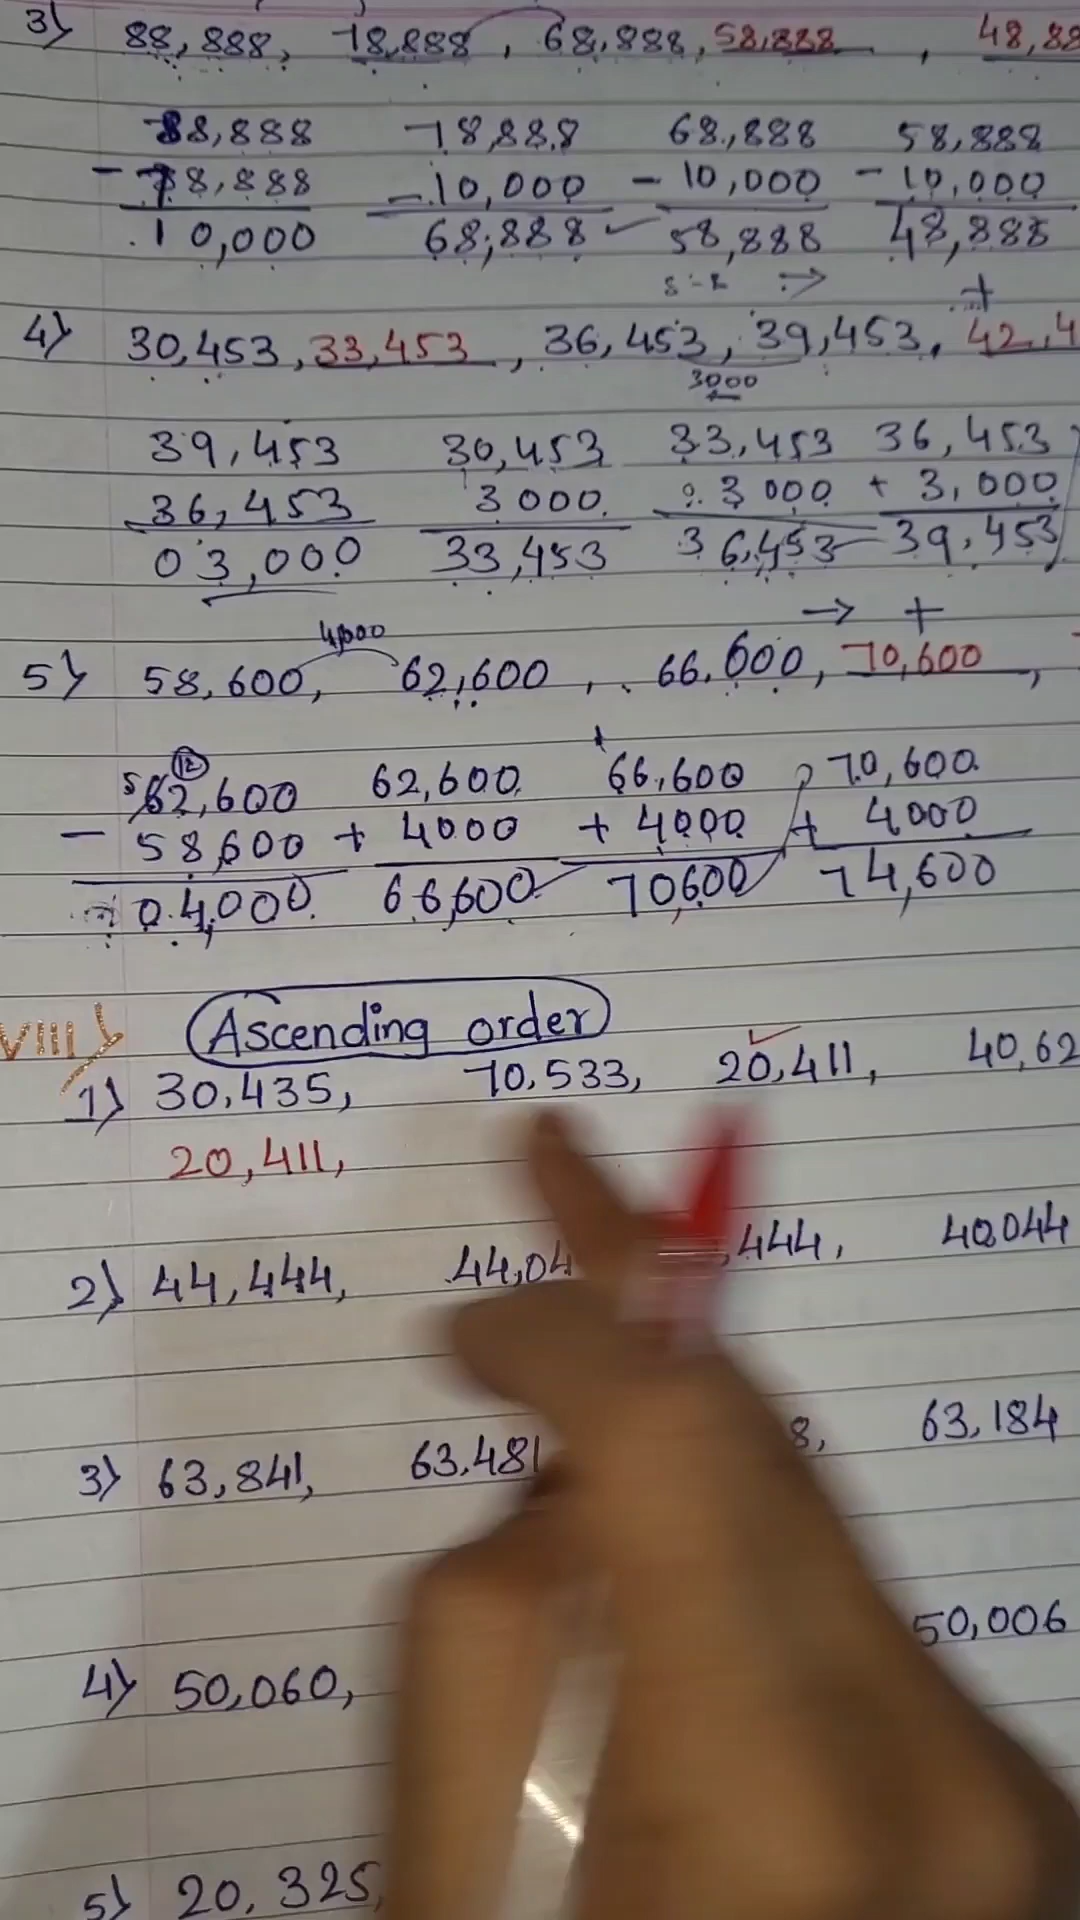 3) 88,888, 78,888, 68,888, 58,888, 48,88
88,888 78,888 68,888 58,888
- 78,888 - 10,000 - 10,000 - 10,000
10,000 68,888 58,888 48,888
+
4) 30,453, 33,453, 36,453, 39,453, 42,4
3000
39,453 30,453 33,453 36,453
36,453 3000 3000 + 3,000
03,000 33,453 36,453 39,453
4,000 → +
5) 58,600, 62,600, 66,600, 70,600,
5 12
62,600 62,600 66,600 70,600
- 58,600 + 4000 + 4000 + 4000
04,000 66,600 70,600 74,600
VIII) Ascending order
1) 30,435, 70,533, 20,411, 40,62
20,411,
2) 44,444, 44,04 ,444, 40,044
3) 63,841, 63,481 8, 63,184
4) 50,060, 50,006
5) 20,325,